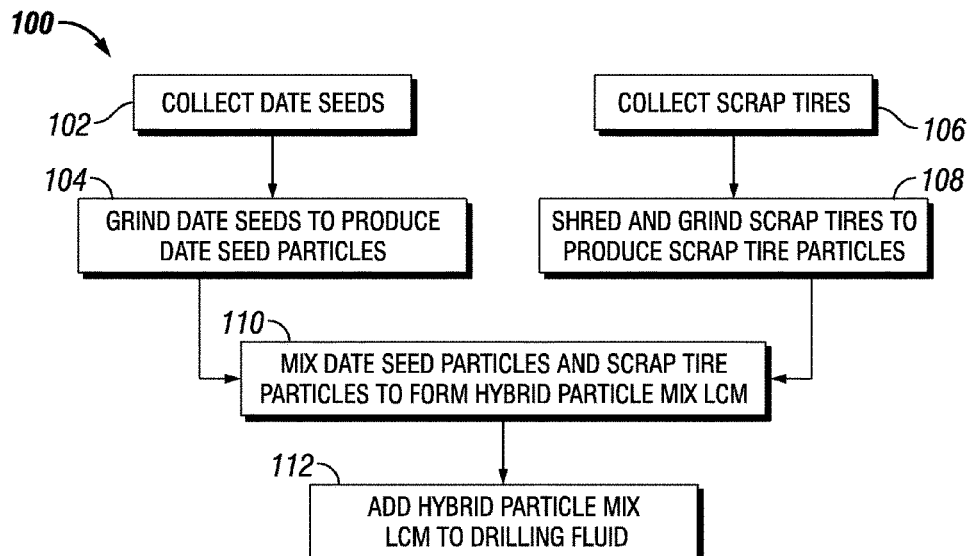 100
COLLECT DATE SEEDS
102
COLLECT SCRAP TIRES
106
104
GRIND DATE SEEDS TO PRODUCE
DATE SEED PARTICLES
108
SHRED AND GRIND SCRAP TIRES TO
PRODUCE SCRAP TIRE PARTICLES
110
MIX DATE SEED PARTICLES AND SCRAP TIRE
PARTICLES TO FORM HYBRID PARTICLE MIX LCM
112
ADD HYBRID PARTICLE MIX
LCM TO DRILLING FLUID